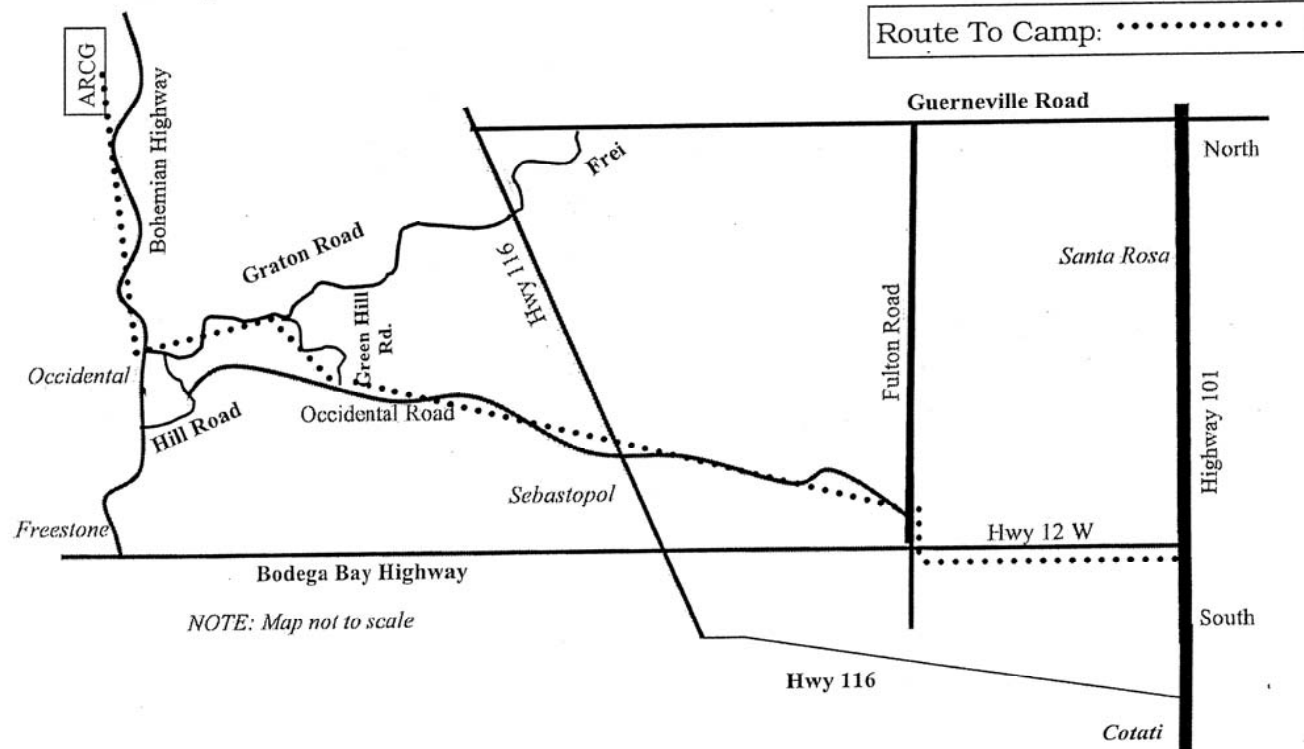 Route To Camp:
ARCG
Bohemian Highway
Guerneville Road
North
Frei
Graton Road
Hwy 116
Santa Rosa
Green Hill
Rd.
Fulton Road
Highway 101
Occidental
Occidental Road
Hill Road
Sebastopol
Freestone
Hwy 12 W
Bodega Bay Highway
NOTE: Map not to scale
South
Hwy 116
Cotati